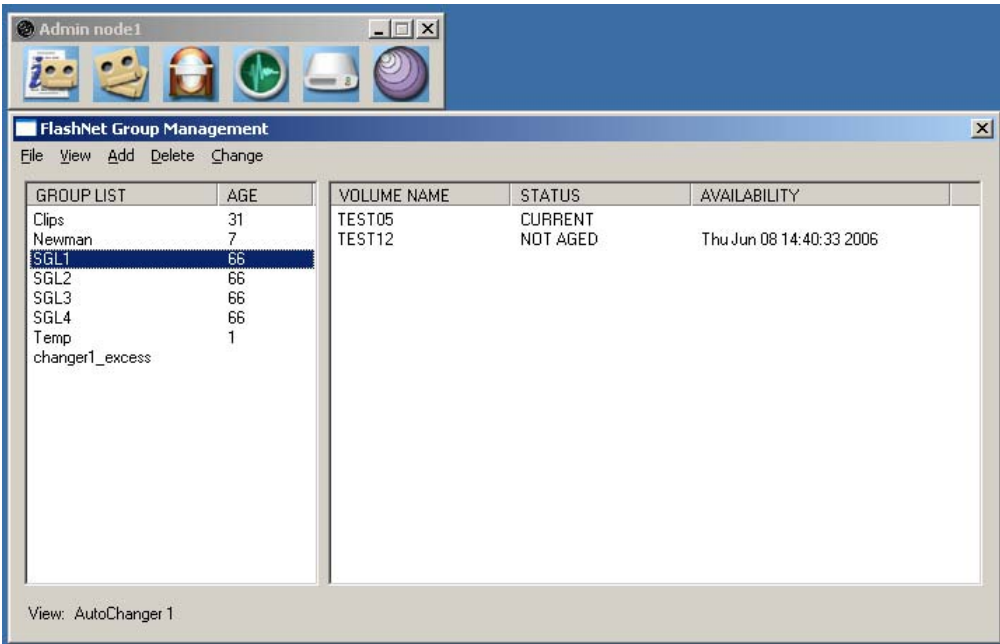 Admin node1
FlashNet Group Management
File View Add Delete Change
GROUP LIST AGE
Clips 31
Newman 7
SGL1 66
SGL2 66
SGL3 66
SGL4 66
Temp 1
changer1_excess
VOLUME NAME STATUS AVAILABILITY
TEST05 CURRENT
TEST12 NOT AGED Thu Jun 08 14:40:33 2006
View: AutoChanger 1